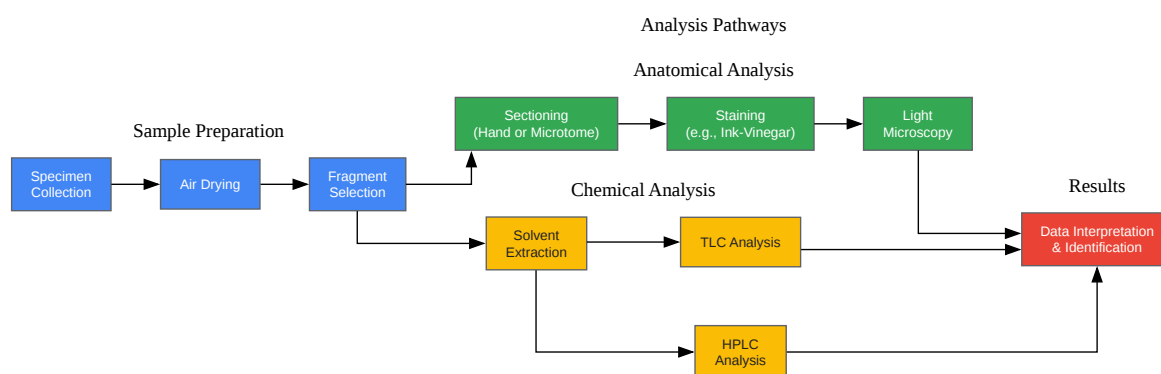 Analysis Pathways
Anatomical Analysis
Sample Preparation
Specimen
Collection
Air Drying
Fragment
Selection
Sectioning
(Hand or Microtome)
Staining
(e.g., Ink-Vinegar)
Light
Microscopy
Chemical Analysis
Solvent
Extraction
TLC Analysis
HPLC
Analysis
Results
Data Interpretation
& Identification